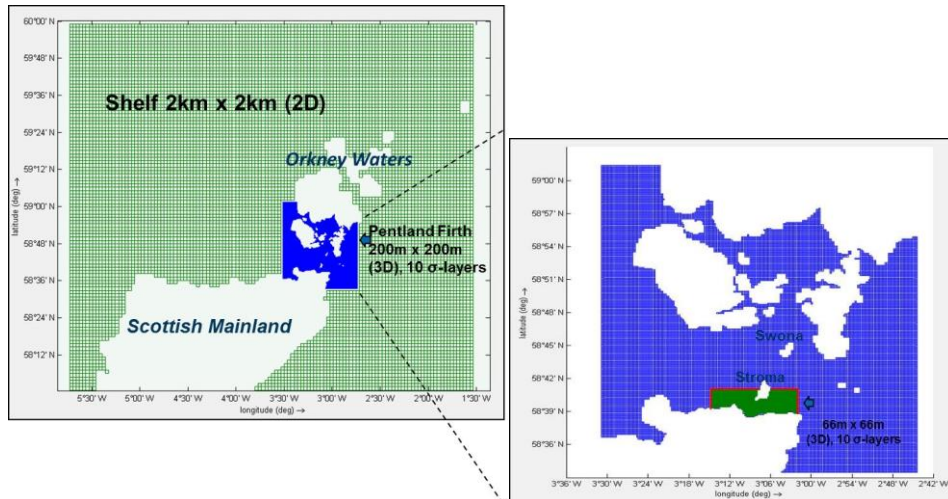 60°00' N
59°48' N
59°36' N
59°24' N
59°12' N
59°00' N
58°48' N
58°36' N
58°24' N
58°12' N
latitude (deg) →
Shelf 2km x 2km (2D)
Orkney Waters
Pentland Firth
200m x 200m
(3D), 10 σ-layers
Scottish Mainland
5°30' W
5°00' W
4°30' W
4°00' W
3°30' W
3°00' W
2°30' W
2°00' W
1°30' W
longitude (deg) →
59°00' N
58°57' N
58°54' N
58°51' N
58°48' N
58°45' N
58°42' N
58°39' N
58°36' N
latitude (deg) →
Swona
Stroma
66m x 66m
(3D), 10 σ-layers
3°36' W
3°24' W
3°18' W
3°12' W
3°06' W
3°00' W
2°54' W
2°48' W
2°42' W
longitude (deg) →